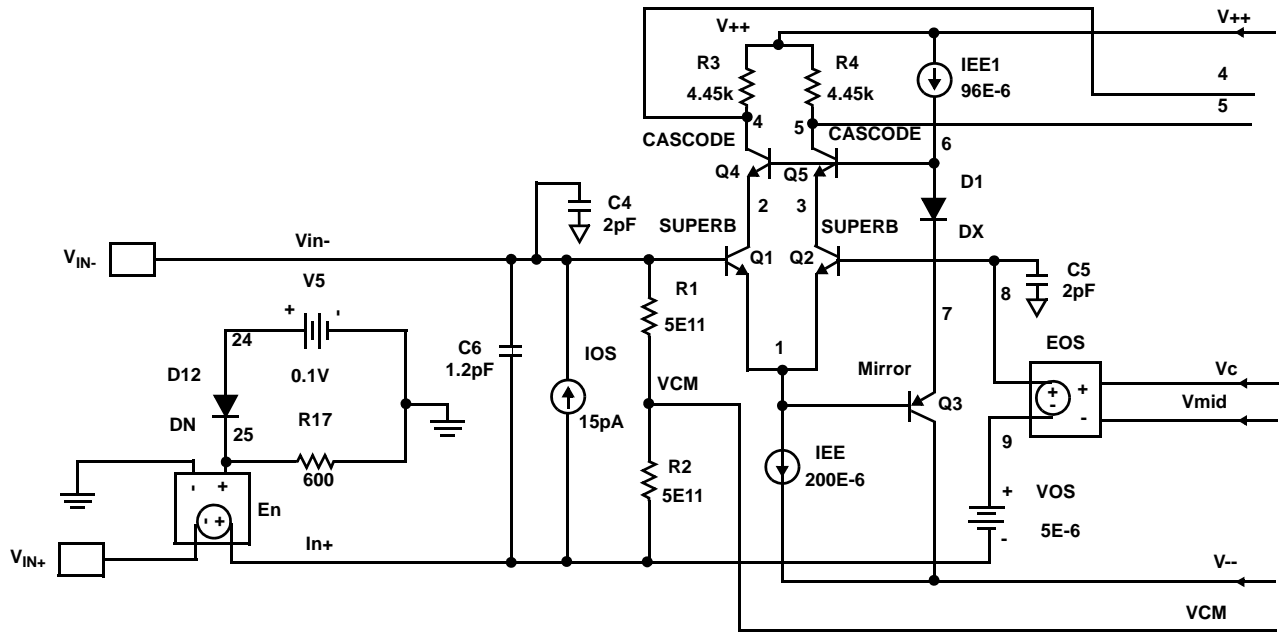 V++
V++
R3
4.45k
R4
4.45k
IEE1
96E-6
4
5
4
5
CASCODE
CASCODE
6
Q4
Q5
D1
2
3
C4
2pF
SUPERB
SUPERB
DX
VIN-
Vin-
Q1
Q2
C5
2pF
V5
+
-
R1
5E11
8
7
24
1
EOS
C6
1.2pF
IOS
D12
0.1V
Mirror
Vc
VCM
+
-
+
-
Vmid
DN
R17
15pA
Q3
25
9
IEE
200E-6
R2
5E11
600
-
+
En
+
VOS
5E-6
-
-
+
In+
VIN+
V--
VCM